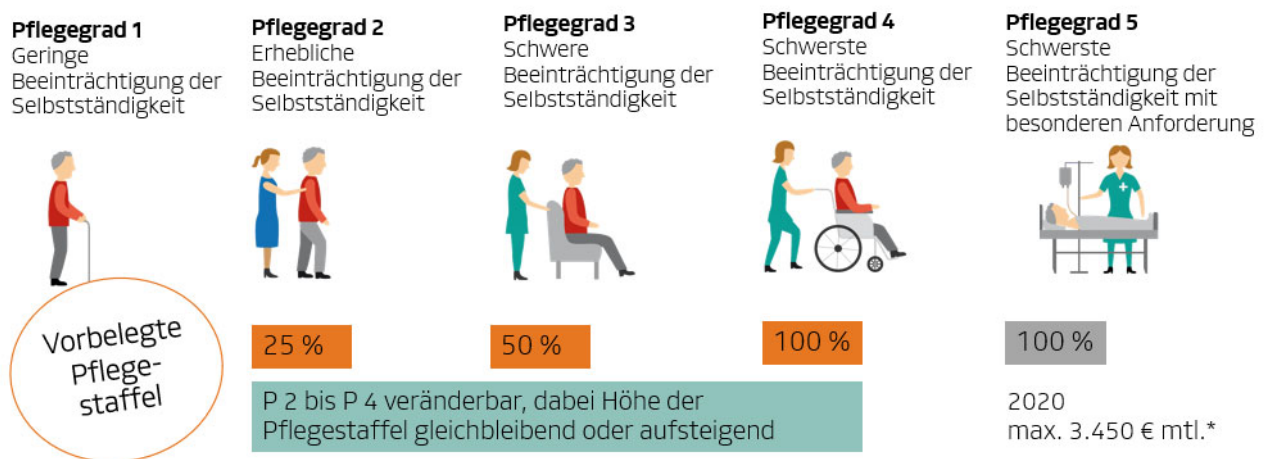 Pflegegrad 1
Geringe
Beeinträchtigung der
Selbstständigkeit
Pflegegrad 2
Erhebliche
Beeinträchtigung der
Selbstständigkeit
Pflegegrad 3
Schwere
Beeinträchtigung der
Selbstständigkeit
Pflegegrad 4
Schwerste
Beeinträchtigung der
Selbstständigkeit
Pflegegrad 5
Schwerste
Beeinträchtigung der
Selbstständigkeit mit
besonderen Anforderung
Vorbelegte
Pflege-
staffel
25 %
50 %
100 %
100 %
P 2 bis P 4 veränderbar, dabei Höhe der
Pflegestaffel gleichbleibend oder aufsteigend
2020
max. 3.450 € mtl.*